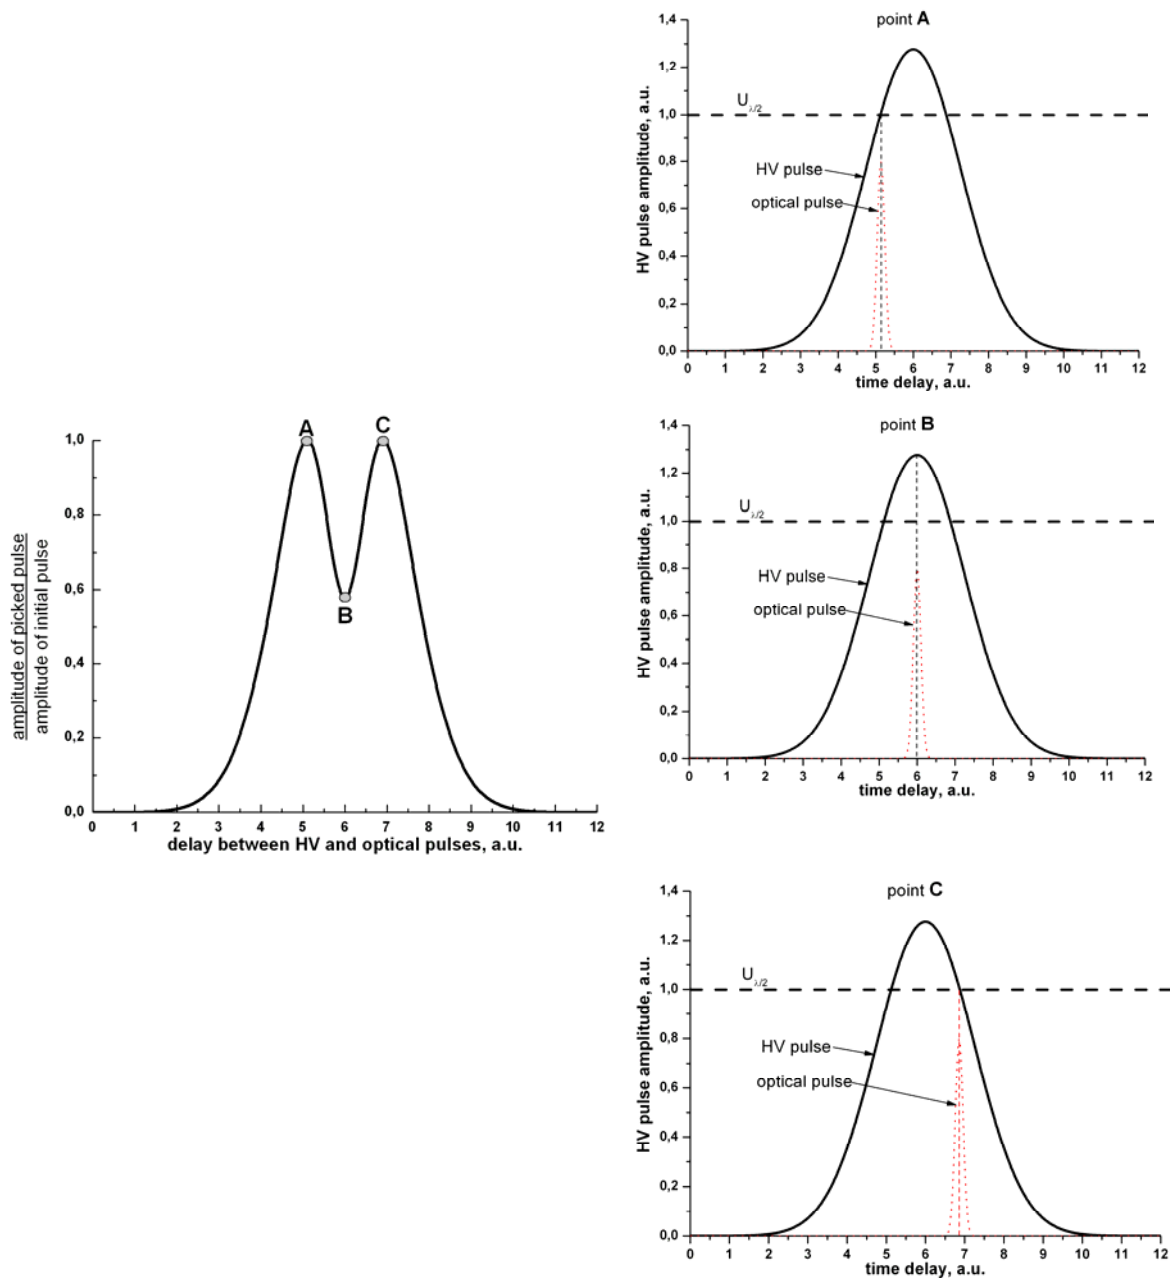 point A
1,4
1,2
1,0
0,8
0,6
0,4
0,2
0,0
HV pulse amplitude, a.u.
U λ/2
HV pulse
optical pulse
0 1 2 3 4 5 6 7 8 9 10 11 12
time delay, a.u.
A
C
B
1,0
0,8
0,6
0,4
0,2
0,0
amplitude of picked pulse
amplitude of initial pulse
0 1 2 3 4 5 6 7 8 9 10 11 12
delay between HV and optical pulses, a.u.
point B
1,4
1,2
1,0
0,8
0,6
0,4
0,2
0,0
HV pulse amplitude, a.u.
U λ/2
HV pulse
optical pulse
0 1 2 3 4 5 6 7 8 9 10 11 12
time delay, a.u.
point C
1,4
1,2
1,0
0,8
0,6
0,4
0,2
0,0
HV pulse amplitude, a.u.
U λ/2
HV pulse
optical pulse
0 1 2 3 4 5 6 7 8 9 10 11 12
time delay, a.u.